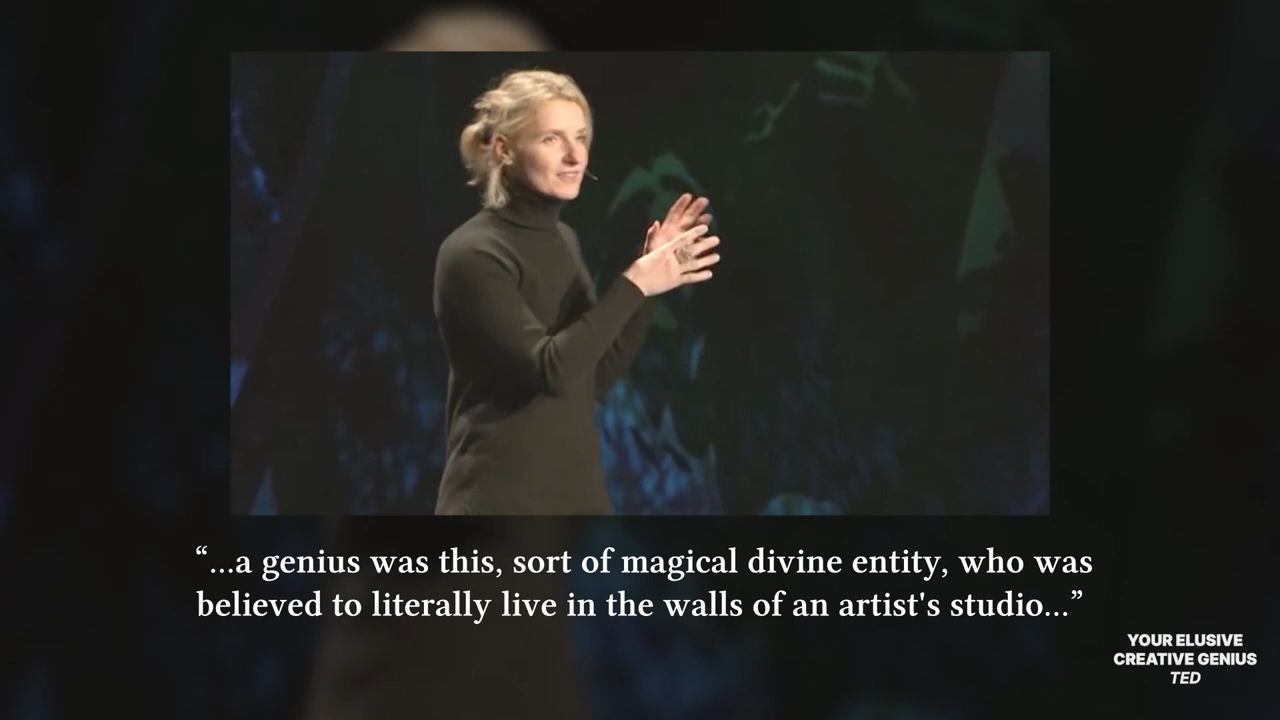 “...a genius was this, sort of magical divine entity, who was
believed to literally live in the walls of an artist's studio...”
YOUR ELUSIVE
CREATIVE GENIUS
TED